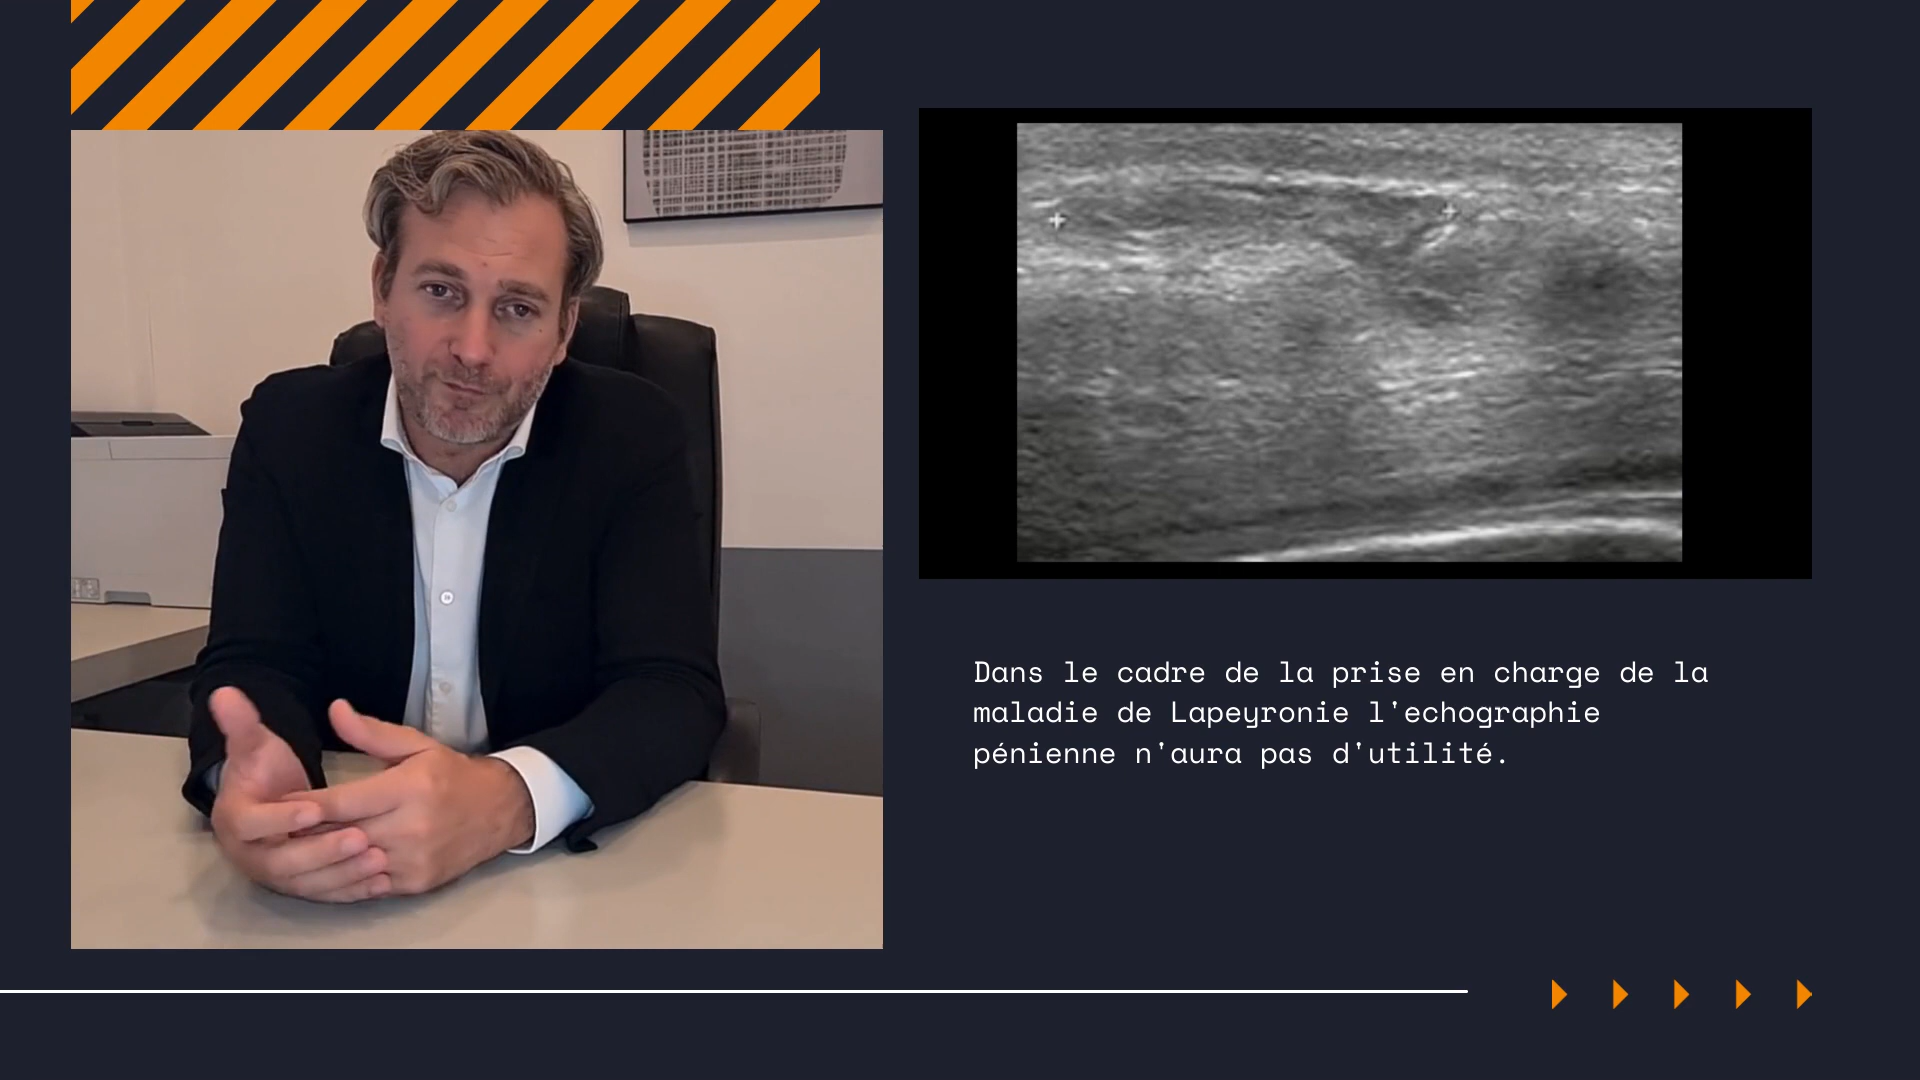 Dans le cadre de la prise en charge de la
maladie de Lapeyronie l'echographie
pénienne n'aura pas d'utilité.